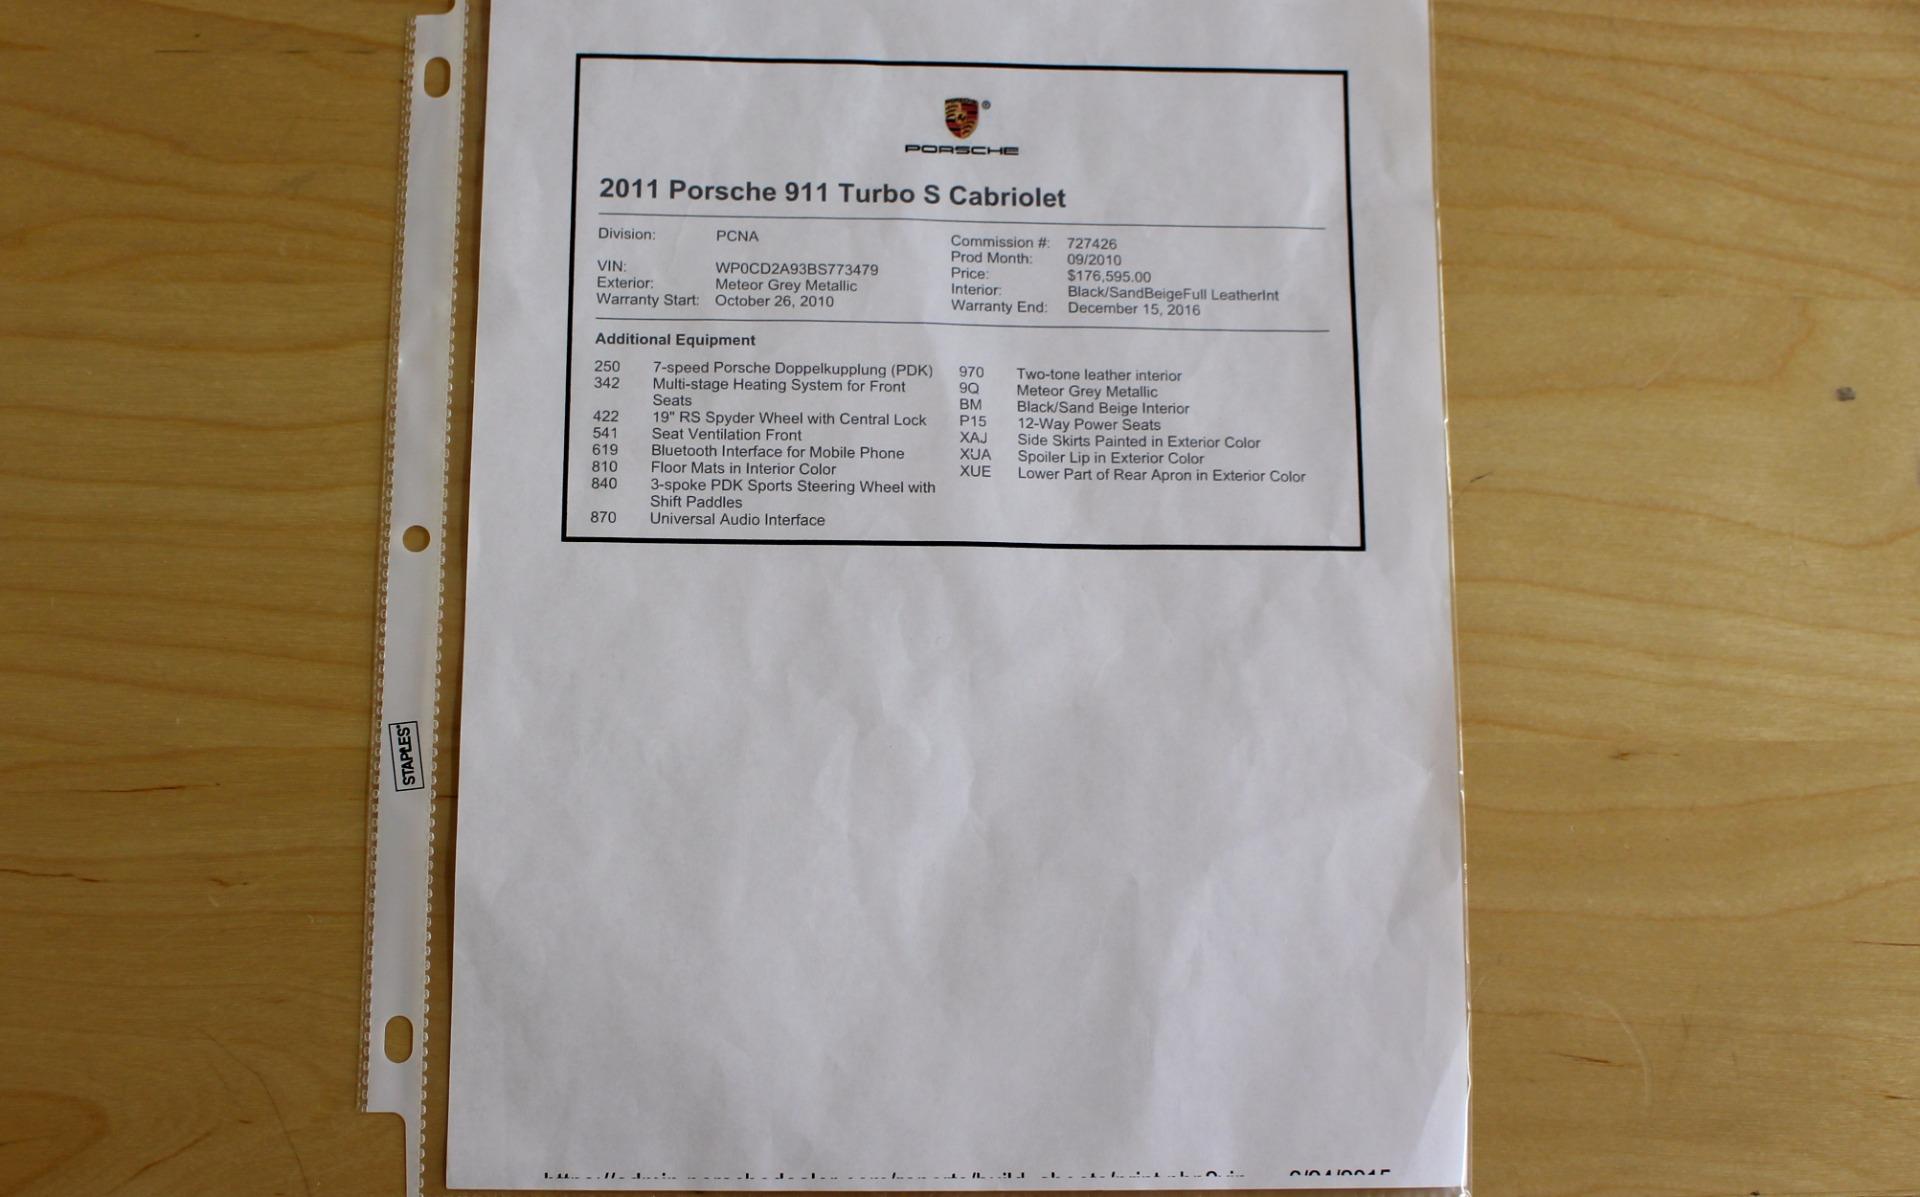 PORSCHE
2011 Porsche 911 Turbo S Cabriolet
Division: PCNA
VIN: WP0CD2A93BS773479
Exterior: Meteor Grey Metallic
Warranty Start: October 26, 2010
Commission #: 727426
Prod Month: 09/2010
Price: $176,595.00
Interior: Black/SandBeigeFull LeatherInt
Warranty End: December 15, 2016
Additional Equipment
250 7-speed Porsche Doppelkupplung (PDK)
342 Multi-stage Heating System for Front
Seats
422 19" RS Spyder Wheel with Central Lock
541 Seat Ventilation Front
619 Bluetooth Interface for Mobile Phone
810 Floor Mats in Interior Color
840 3-spoke PDK Sports Steering Wheel with
Shift Paddles
870 Universal Audio Interface
970 Two-tone leather interior
9Q Meteor Grey Metallic
BM Black/Sand Beige Interior
P15 12-Way Power Seats
XAJ Side Skirts Painted in Exterior Color
XUA Spoiler Lip in Exterior Color
XUE Lower Part of Rear Apron in Exterior Color
STAPLES